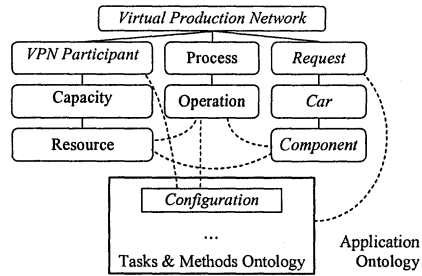 Virtual Production Network
VPN Participant
Process
Request
Capacity
Operation
Car
Resource
Component
Configuration
...
Tasks & Methods Ontology
Application
Ontology